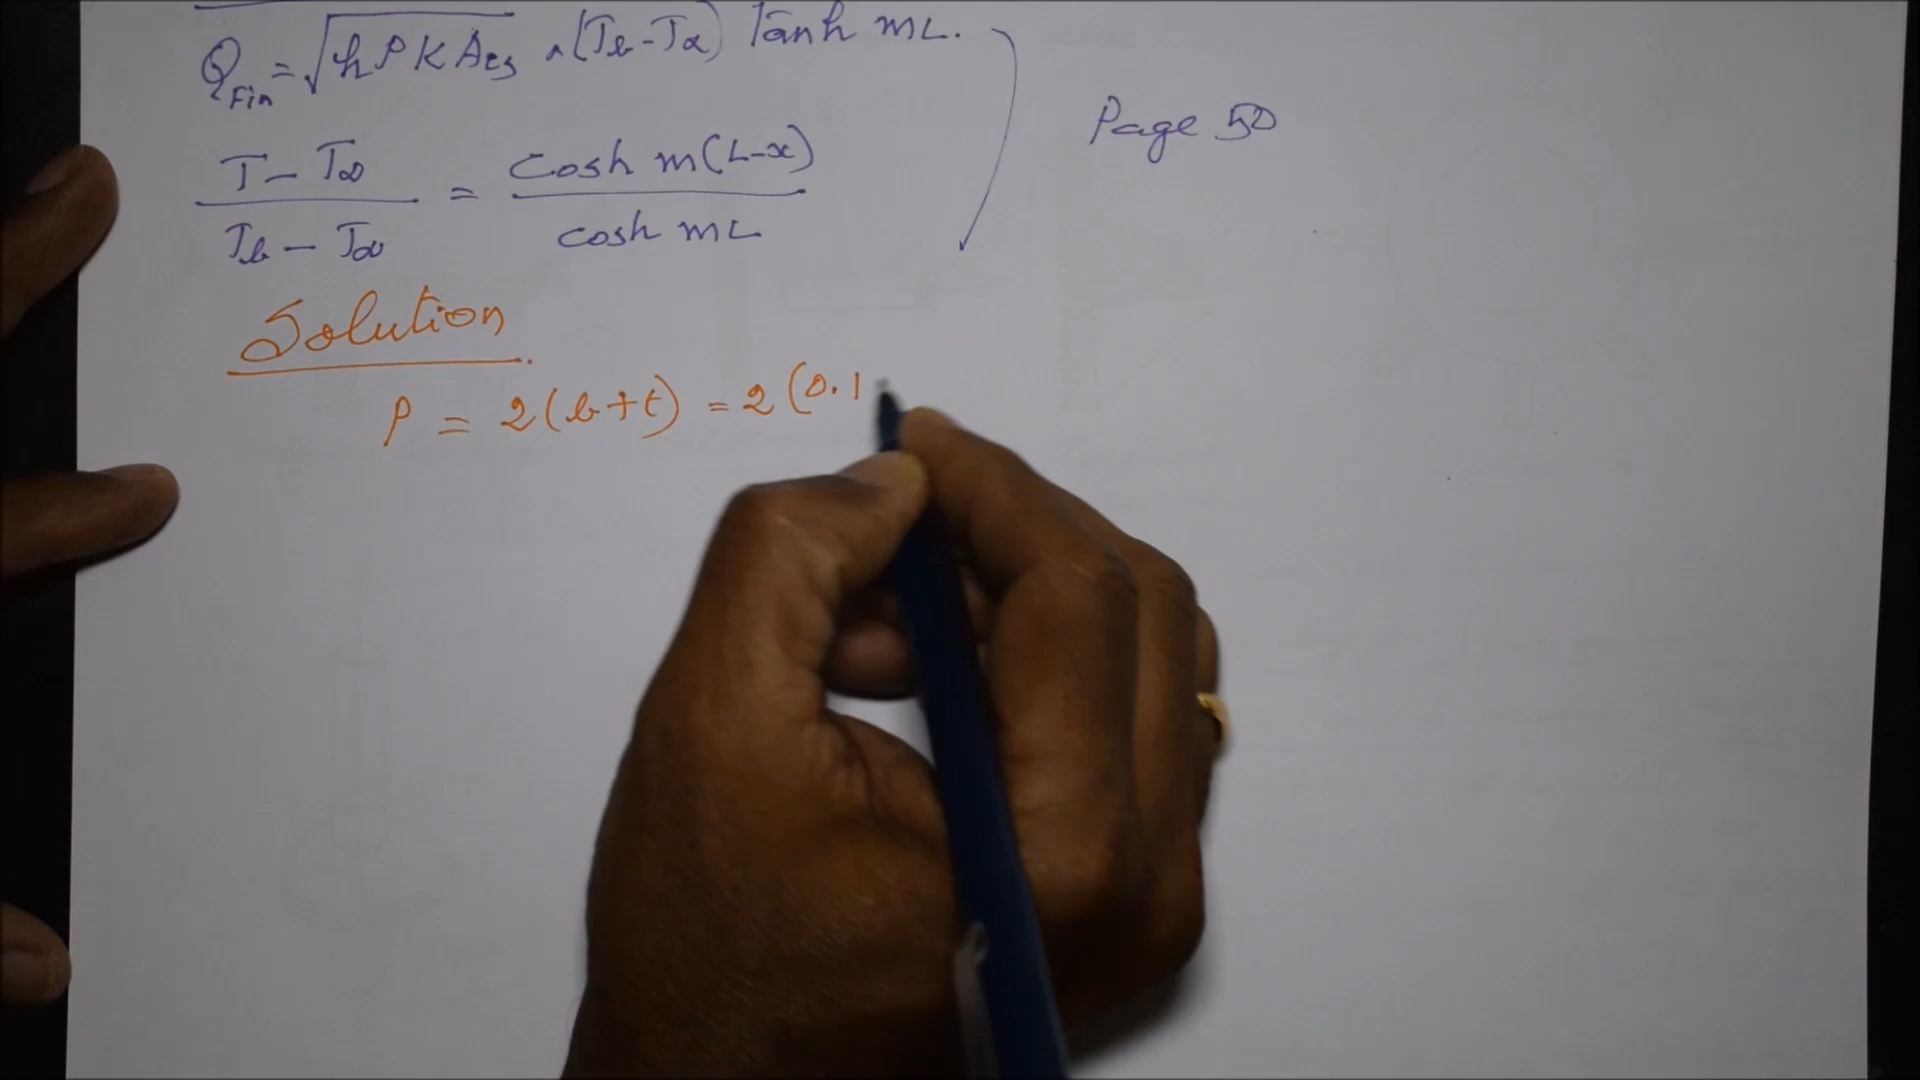 Q_Fin = √hPKAcs × (Tb - T∞) Tanh mL.
Page 50
(T - T∞)/(Tb - T∞) = (Cosh m(L-x))/(cosh mL)
Solution
P = 2(b+t) = 2(0.1